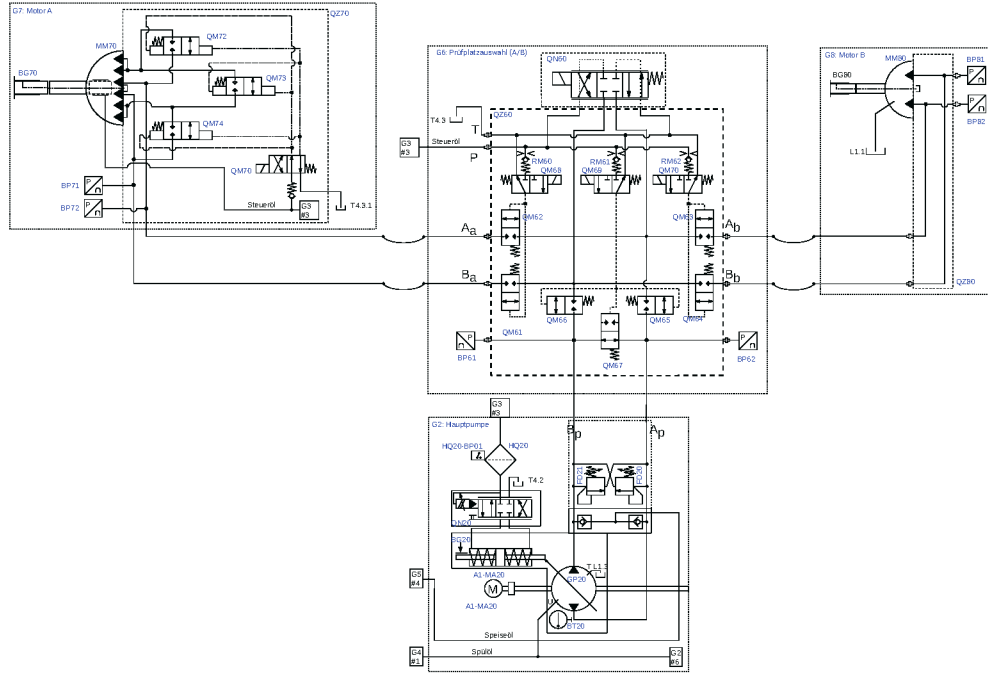 G7: Motor A
QZ70
QM72
MM70
BG70
QM73
QM74
QM70
BP71
BP72
Steueröl
G3
#3
T4.3.1
G6: Prüfplatzauswahl (A/B)
QN60
T4.3
QZ60
T
P
G3
#3
Steueröl
RM60
RM61
RM62
QM68
QM69
QM70
QM62
QM63
Aa
Ab
Ba
Bb
QM66
QM65
QM61
QM64
QM67
BP61
BP62
G8: Motor B
MM80
BG80
BP81
BP82
L1.1
QZ80
G3
#3
G2: Hauptpumpe
Ap
HQ20-BP01
HQ20
T4.2
FD21
FD20
QN20
BG20
A1-MA20
M
A1-MA20
GP20
BT20
G5
#4
Speiseöl
G4
#1
Spülöl
G2
#6